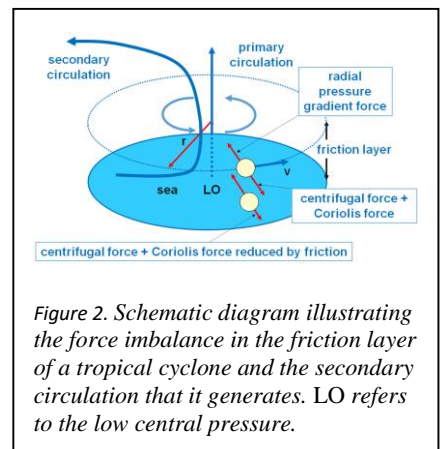 secondary
circulation
primary
circulation
radial
pressure
gradient force
r
friction layer
v
sea
LO
centrifugal force +
Coriolis force
centrifugal force + Coriolis force reduced by friction
Figure 2. Schematic diagram illustrating
the force imbalance in the friction layer
of a tropical cyclone and the secondary
circulation that it generates. LO refers
to the low central pressure.